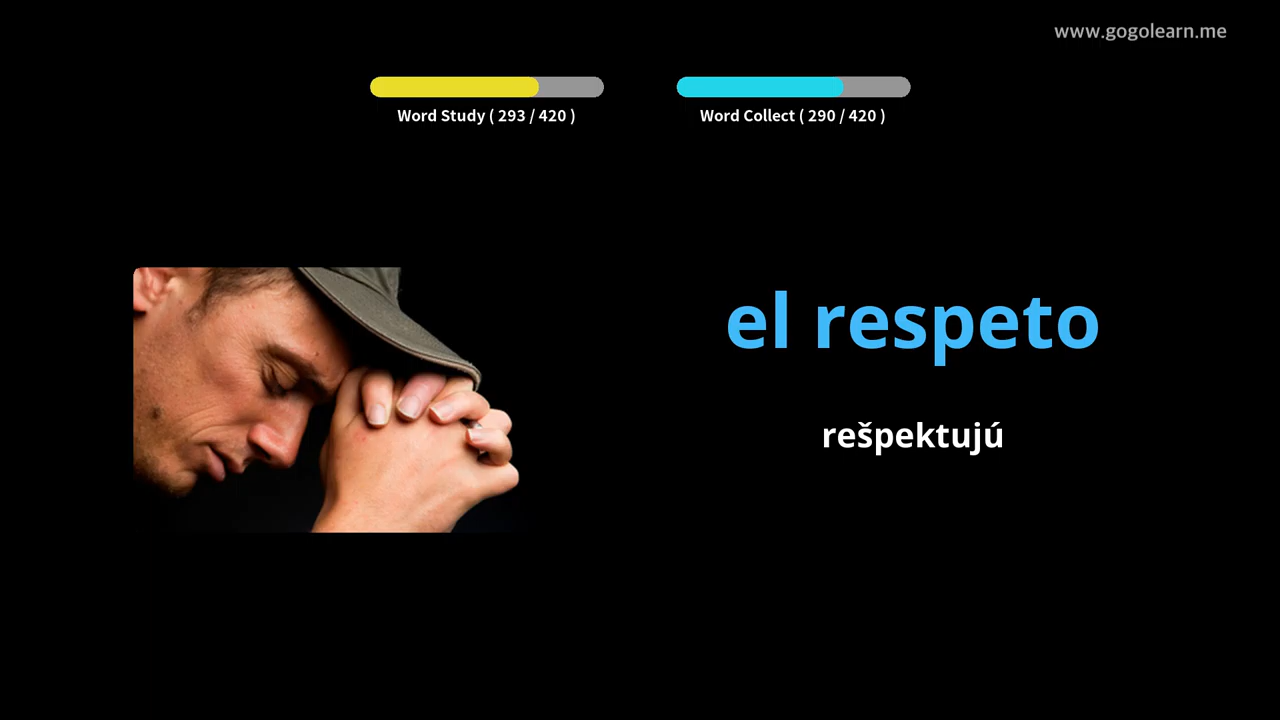 www.gogolearn.me
Word Study ( 293 / 420 )
Word Collect ( 290 / 420 )
el respeto
rešpektujú